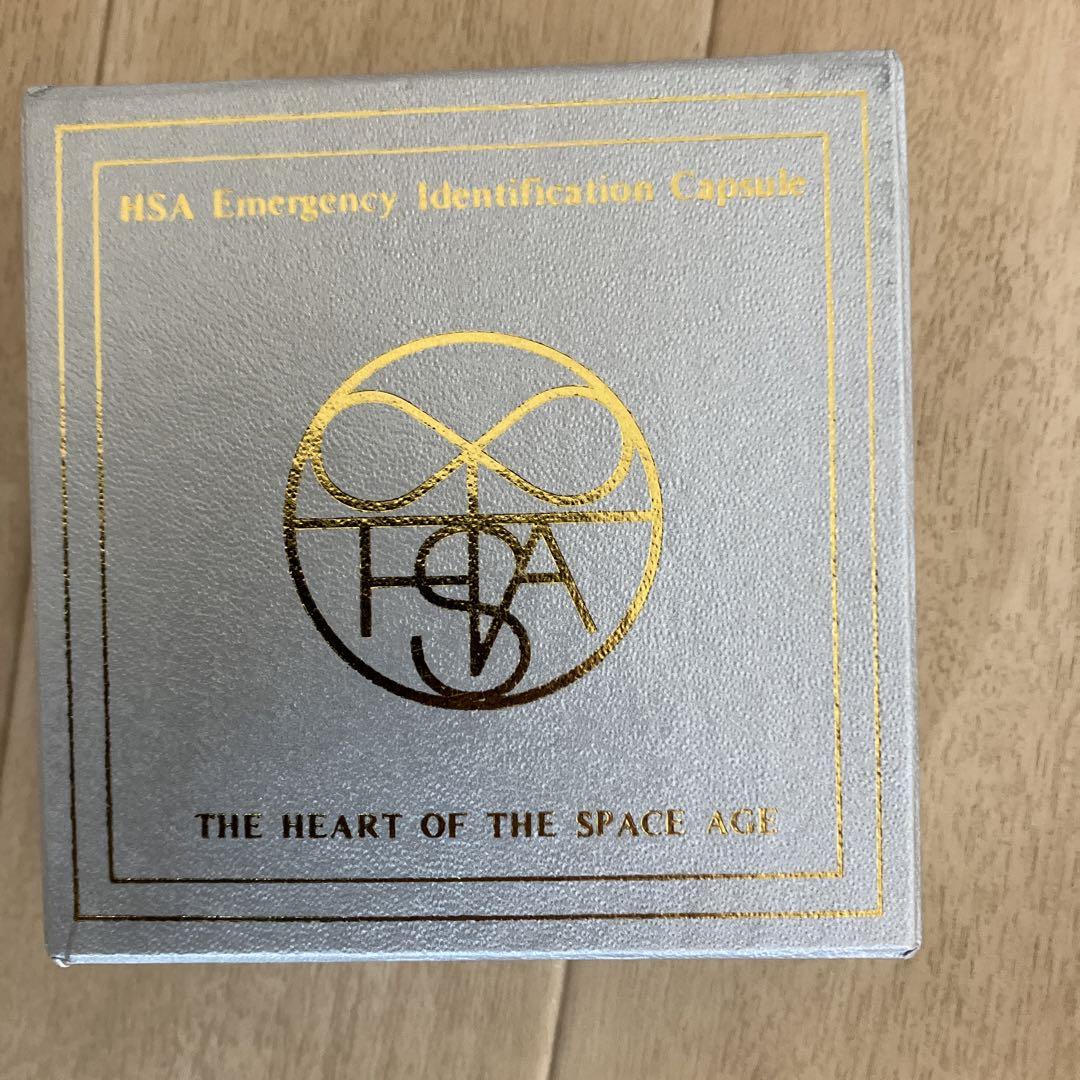 HSA Emergency Identification Capsule
HSA
THE HEART OF THE SPACE AGE